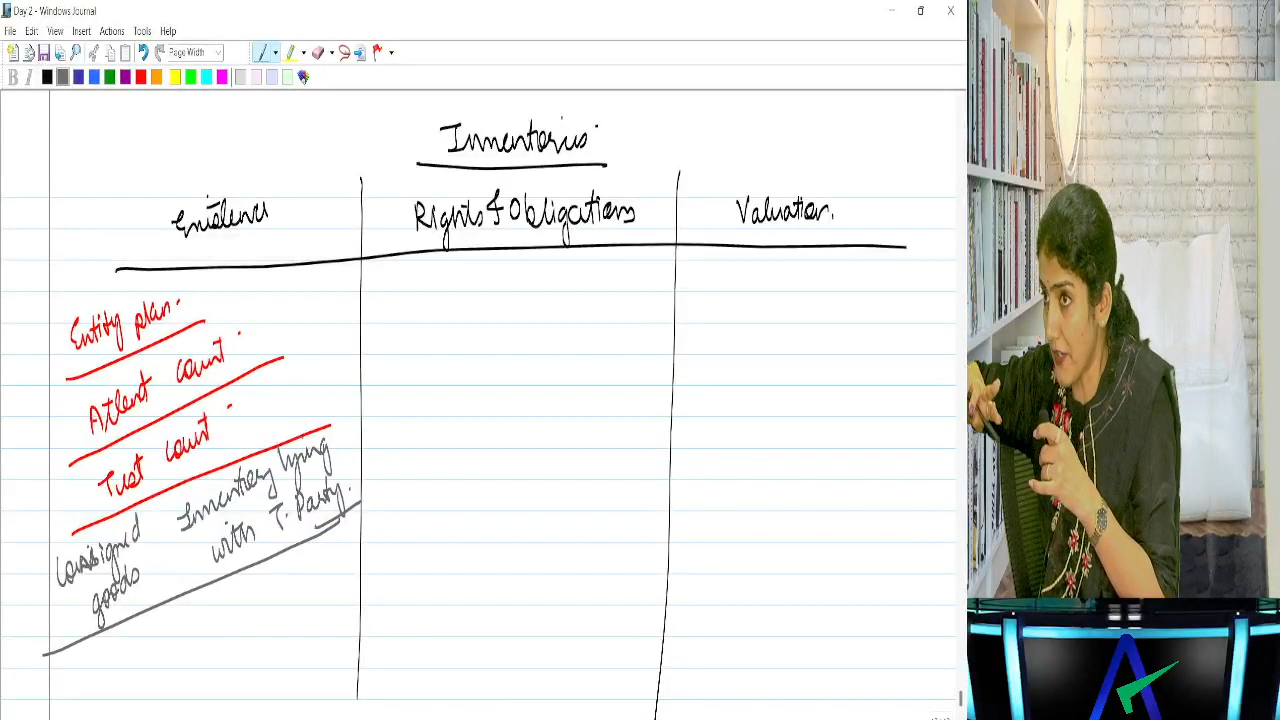 Day 2 - Windows Journal
File Edit View Insert Actions Tools Help
Page Width
B I
Inventories
Existence Rights & Obligations Valuation.
Entity plan.
Attent count.
Test count.
Inventory lying
with T. Party.
Consigned
goods